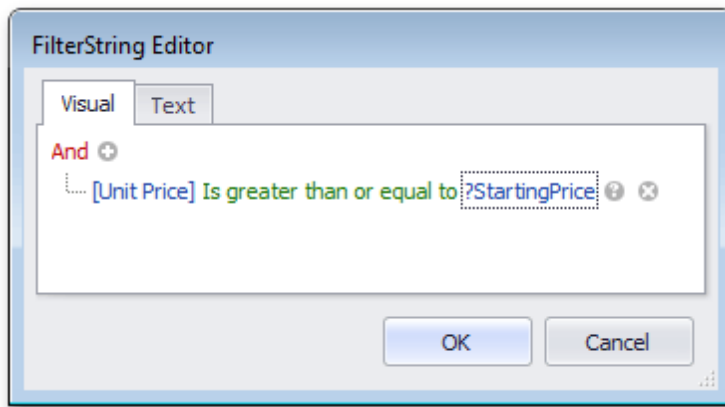 FilterString Editor
Visual Text
And
[Unit Price] Is greater than or equal to ?StartingPrice
OK Cancel